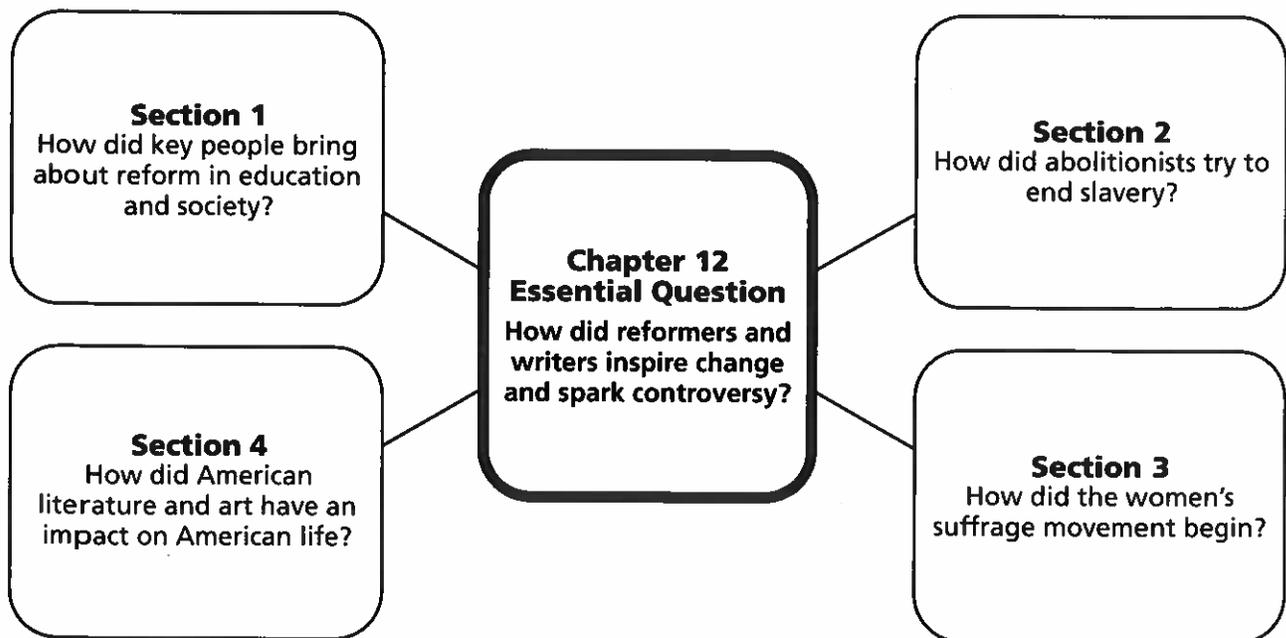 Section 1
How did key people bring
about reform in education
and society?
Section 2
How did abolitionists try to
end slavery?
Chapter 12
Essential Question
How did reformers and
writers inspire change
and spark controversy?
Section 4
How did American
literature and art have an
impact on American life?
Section 3
How did the women's
suffrage movement begin?